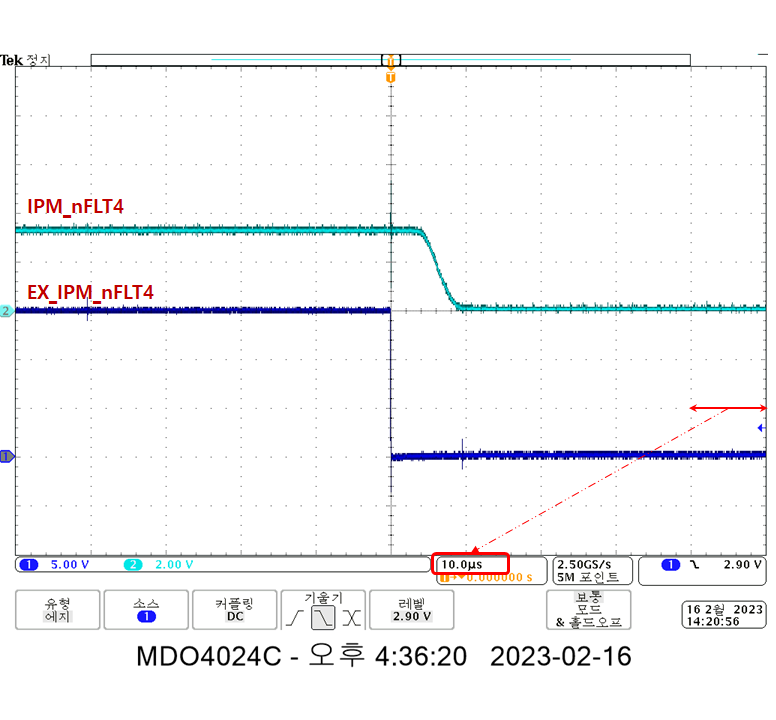 Tek 정지
T
T
IPM_nFLT4
EX_IPM_nFLT4
2
1
1 5.00 V 2 2.00 V
10.0µs
T→▼0.000000 s
2.50GS/s
5M 포인트
1 2.90 V
유형
에지
소스
1
커플링
DC
기울기
레벨
2.90 V
보통
모드
& 홀드오프
16 2월 2023
14:20:56
MDO4024C - 오후 4:36:20 2023-02-16